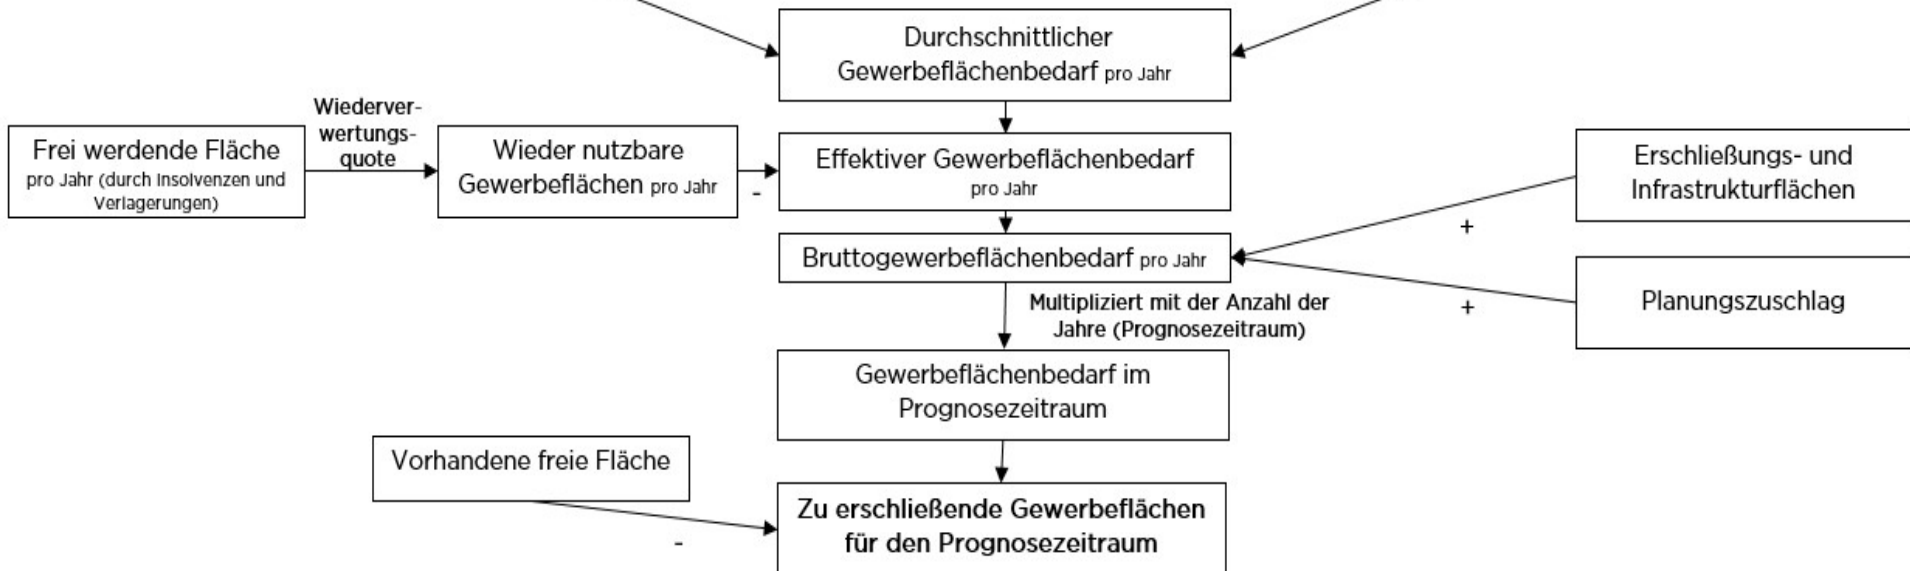 Durchschnittlicher
Gewerbeflächenbedarf pro Jahr
Wiederver-
wertungs-
quote
Frei werdende Fläche
pro Jahr (durch Insolvenzen und
Verlagerungen)
Wieder nutzbare
Gewerbeflächen pro Jahr
-
Effektiver Gewerbeflächenbedarf
pro Jahr
Erschließungs- und
Infrastrukturflächen
+
Bruttogewerbeflächenbedarf pro Jahr
Planungszuschlag
+
Multipliziert mit der Anzahl der
Jahre (Prognosezeitraum)
Gewerbeflächenbedarf im
Prognosezeitraum
Vorhandene freie Fläche
-
Zu erschließende Gewerbeflächen
für den Prognosezeitraum